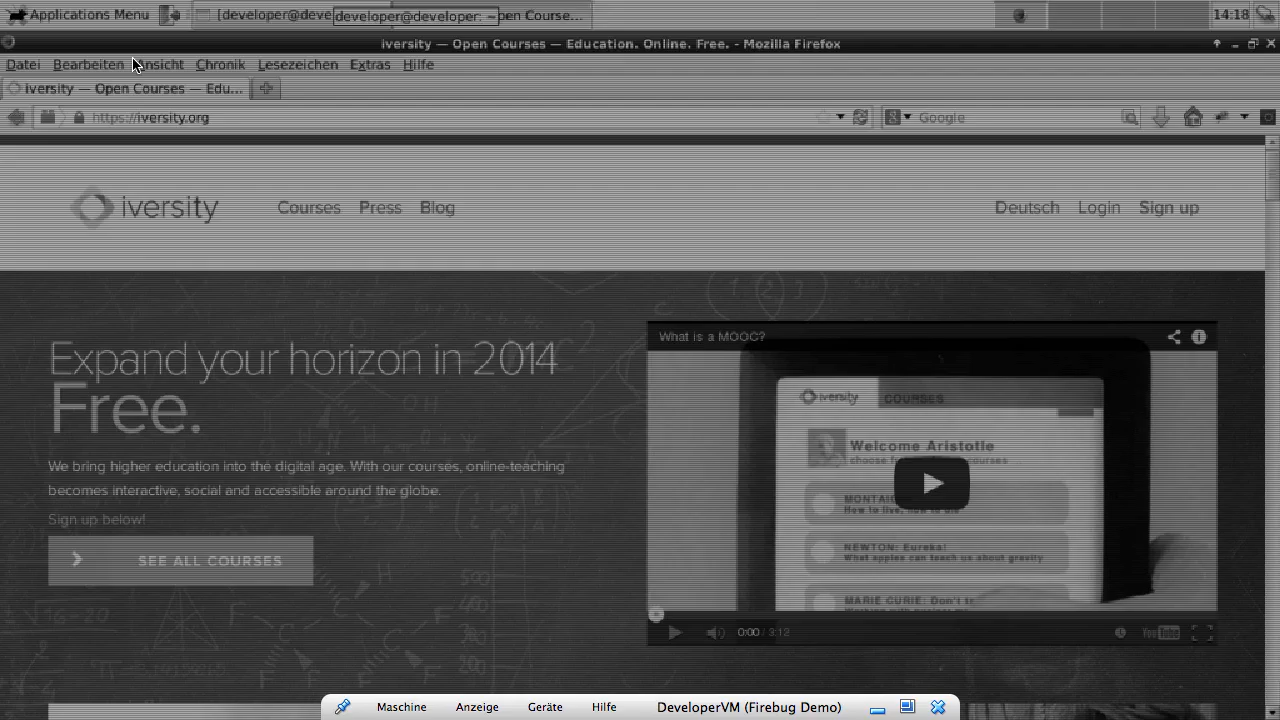 Applications Menu [developer@deve developer@developer: ~ pen Course... 14:18
iversity — Open Courses — Education. Online. Free. - Mozilla Firefox
Datei Bearbeiten Ansicht Chronik Lesezeichen Extras Hilfe
iversity — Open Courses — Edu...
https://iversity.org Google
iversity Courses Press Blog Deutsch Login Sign up
What is a MOOC?
Expand your horizon in 2014
Free.
We bring higher education into the digital age. With our courses, online-teaching
becomes interactive, social and accessible around the globe.
Sign up below!
SEE ALL COURSES
iversity COURSES
Welcome Aristotle
courses
NEWTON: Eureka!
What apples can teach us about gravity
MARIE CURIE: Don't
0:00 / 3:12 YouTube
Maschine Anzeige Geräte Hilfe DeveloperVM (Firebug Demo)